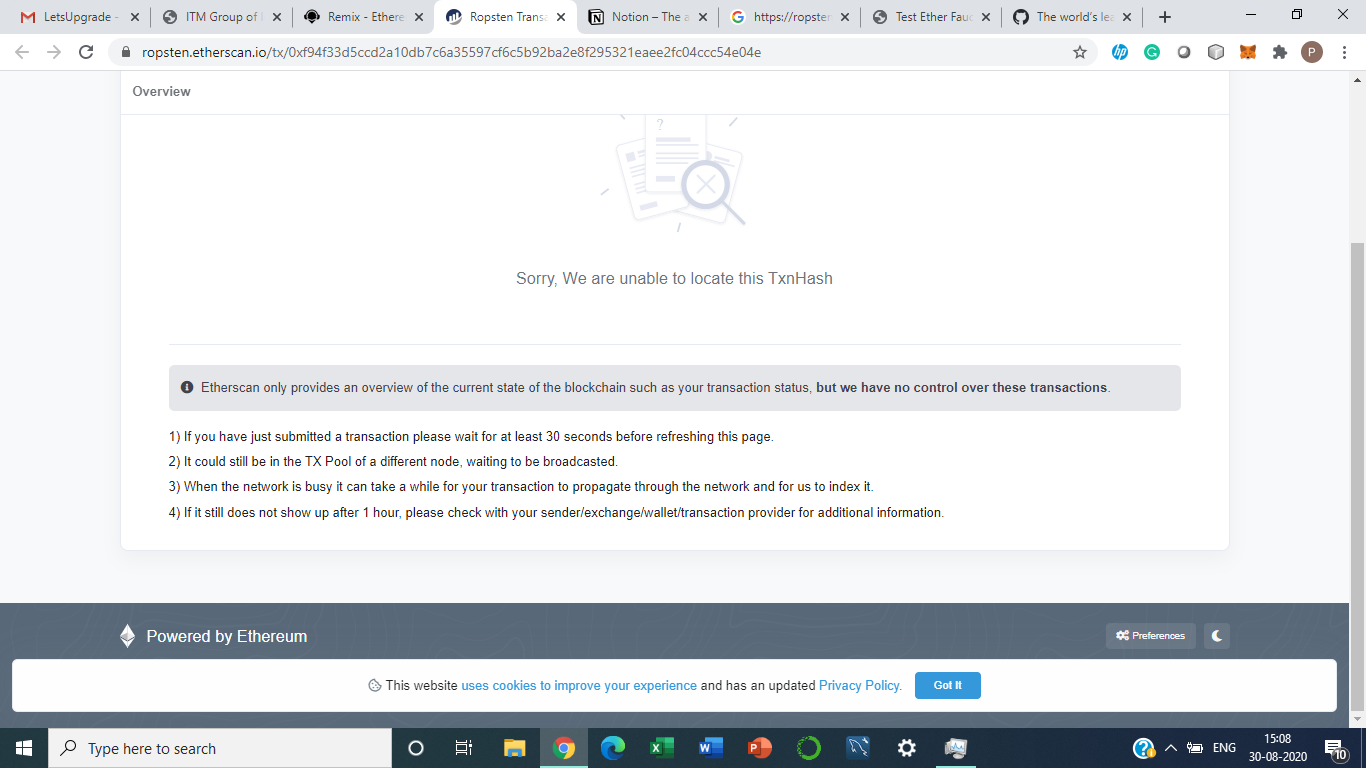 LetsUpgrade -
ITM Group of
Remix - Ethere
Ropsten Transa
Notion – The a
https://ropster
Test Ether Fauc
The world's lea
ropsten.etherscan.io/tx/0xf94f33d5ccd2a10db7c6a35597cf6c5b92ba2e8f295321eaee2fc04ccc54e04e
P
Overview
?
Sorry, We are unable to locate this TxnHash
Etherscan only provides an overview of the current state of the blockchain such as your transaction status, but we have no control over these transactions.
1) If you have just submitted a transaction please wait for at least 30 seconds before refreshing this page.
2) It could still be in the TX Pool of a different node, waiting to be broadcasted.
3) When the network is busy it can take a while for your transaction to propagate through the network and for us to index it.
4) If it still does not show up after 1 hour, please check with your sender/exchange/wallet/transaction provider for additional information.
Powered by Ethereum
Preferences
This website uses cookies to improve your experience and has an updated Privacy Policy.
Got It
Type here to search
ENG
15:08
30-08-2020
10